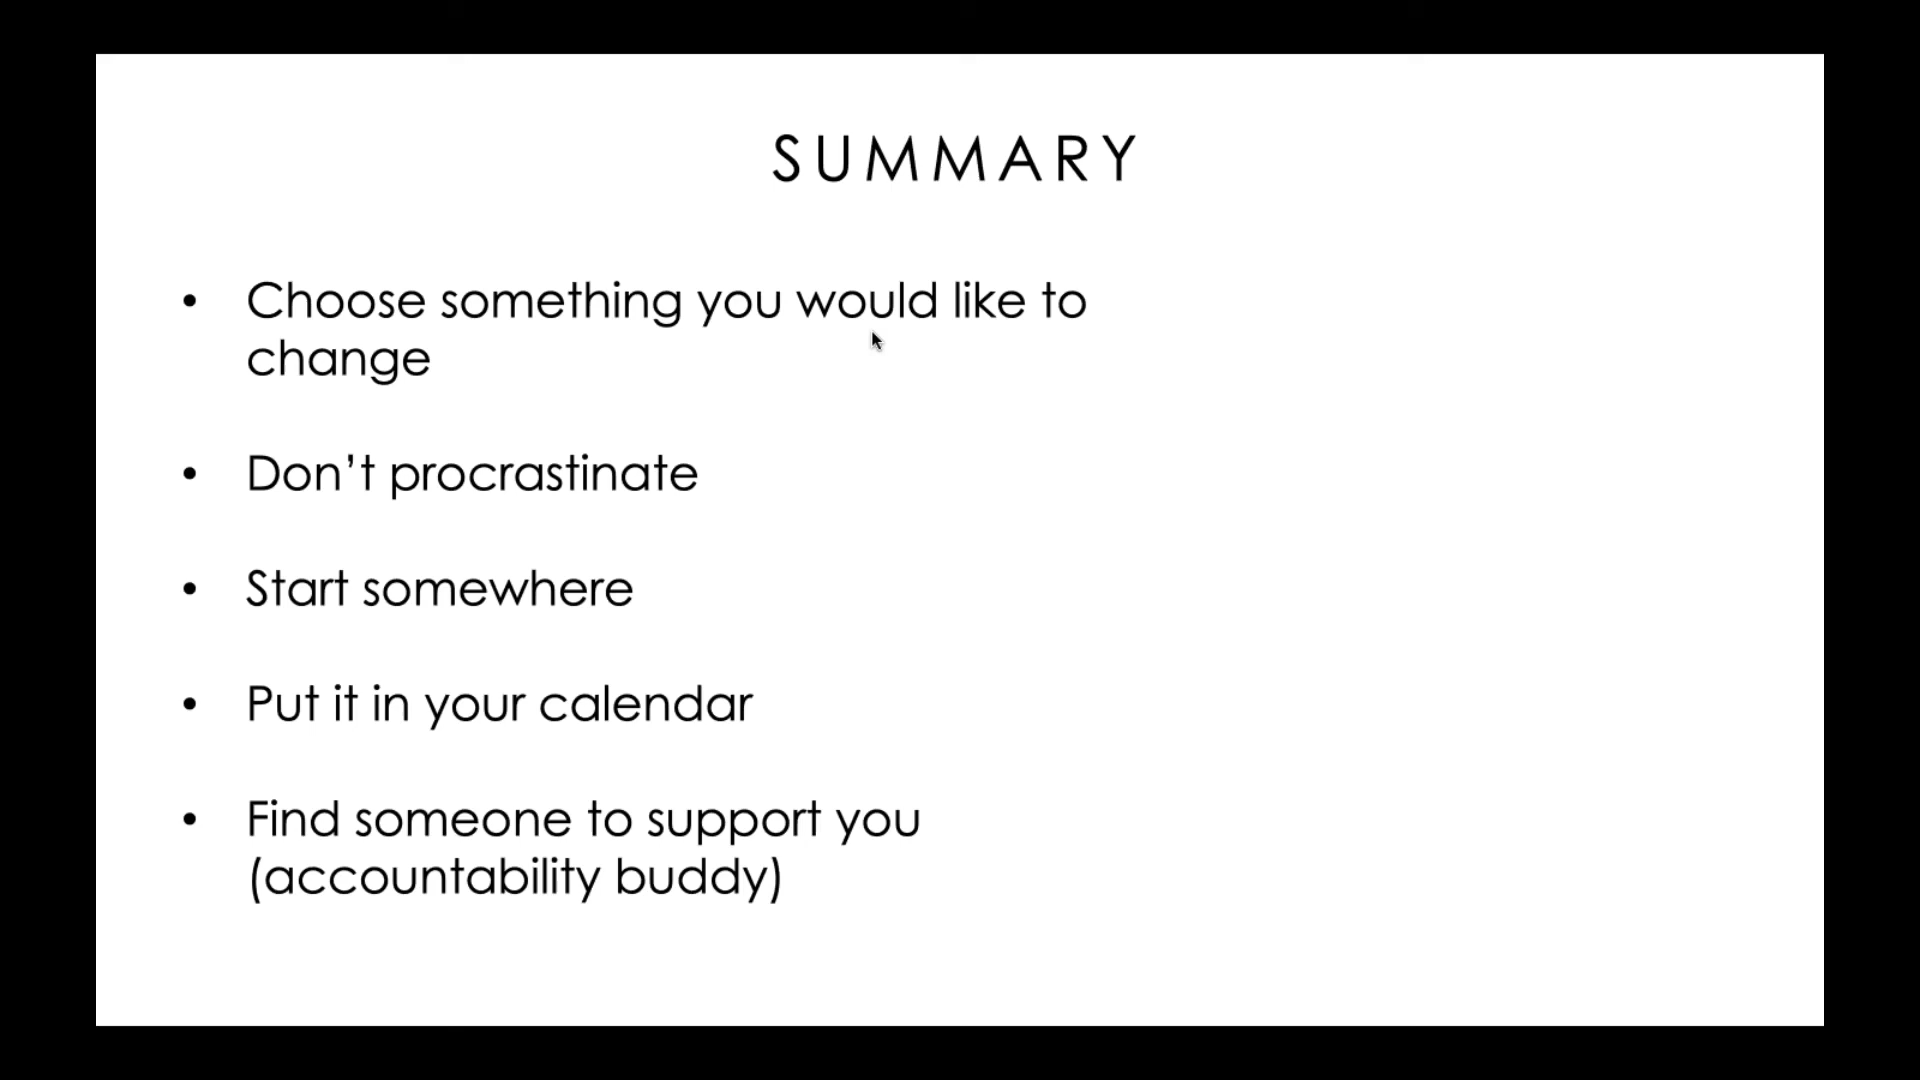 SUMMARY
• Choose something you would like to
change
• Don’t procrastinate
• Start somewhere
• Put it in your calendar
• Find someone to support you
(accountability buddy)